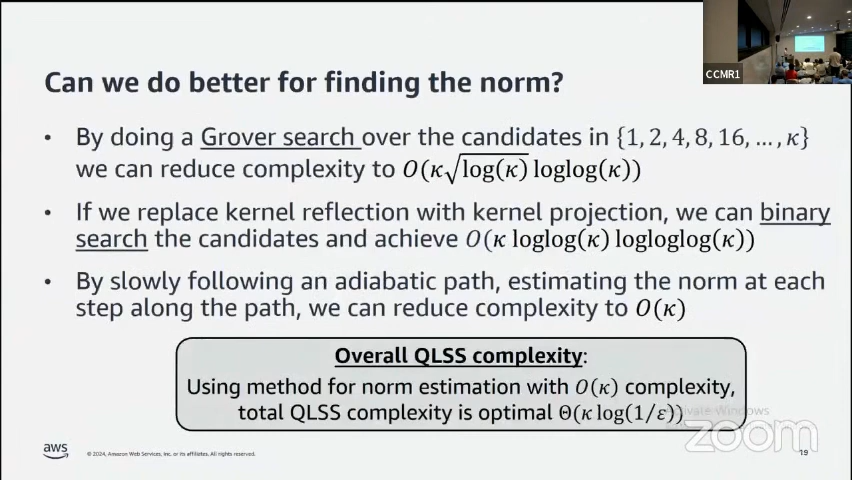 CCMR1
Can we do better for finding the norm?
• By doing a Grover search over the candidates in {1, 2, 4, 8, 16, …, κ}
we can reduce complexity to O(κ√log(κ) loglog(κ))
• If we replace kernel reflection with kernel projection, we can binary
search the candidates and achieve O(κ loglog(κ) logloglog(κ))
• By slowly following an adiabatic path, estimating the norm at each
step along the path, we can reduce complexity to O(κ)
Overall QLSS complexity:
Using method for norm estimation with O(κ) complexity,
total QLSS complexity is optimal Θ(κ log(1/ε))
Activate Windows
zoom
aws
© 2024, Amazon Web Services, Inc. or its affiliates. All rights reserved.
19